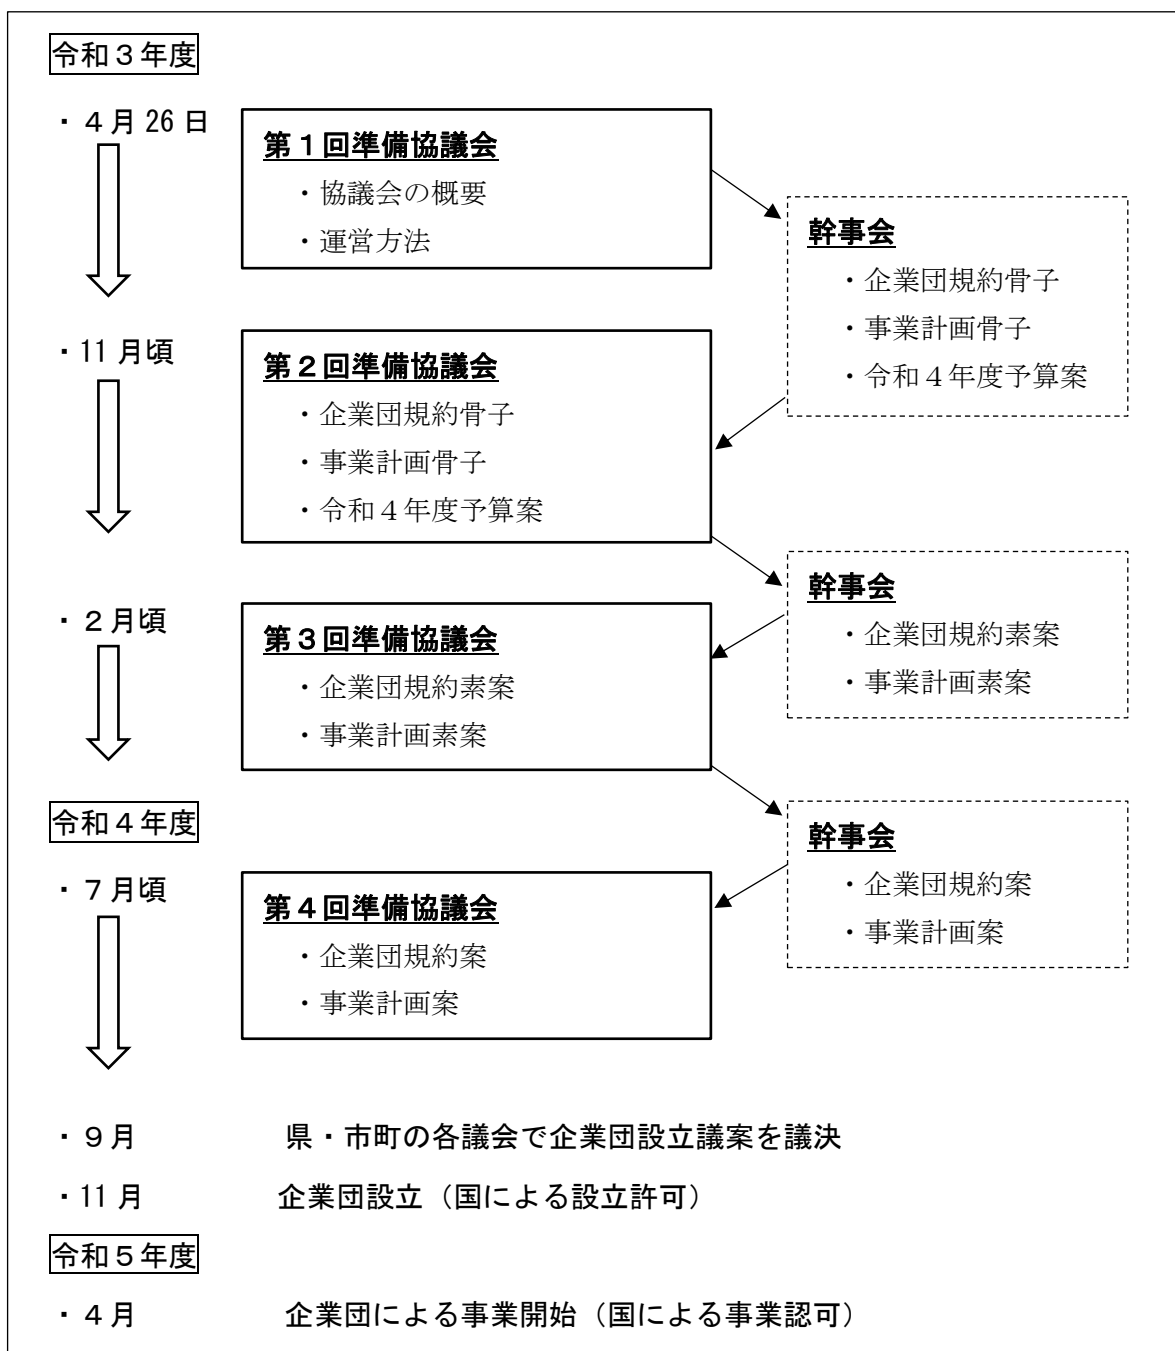 令和３年度
・４月 26 日
第１回準備協議会
・協議会の概要
・運営方法
幹事会
・企業団規約骨子
・事業計画骨子
・令和４年度予算案
・11 月頃
第２回準備協議会
・企業団規約骨子
・事業計画骨子
・令和４年度予算案
幹事会
・企業団規約素案
・事業計画素案
・２月頃
第３回準備協議会
・企業団規約素案
・事業計画素案
令和４年度
幹事会
・企業団規約案
・事業計画案
・７月頃
第４回準備協議会
・企業団規約案
・事業計画案
・９月 県・市町の各議会で企業団設立議案を議決
・11 月 企業団設立（国による設立許可）
令和５年度
・４月 企業団による事業開始（国による事業認可）